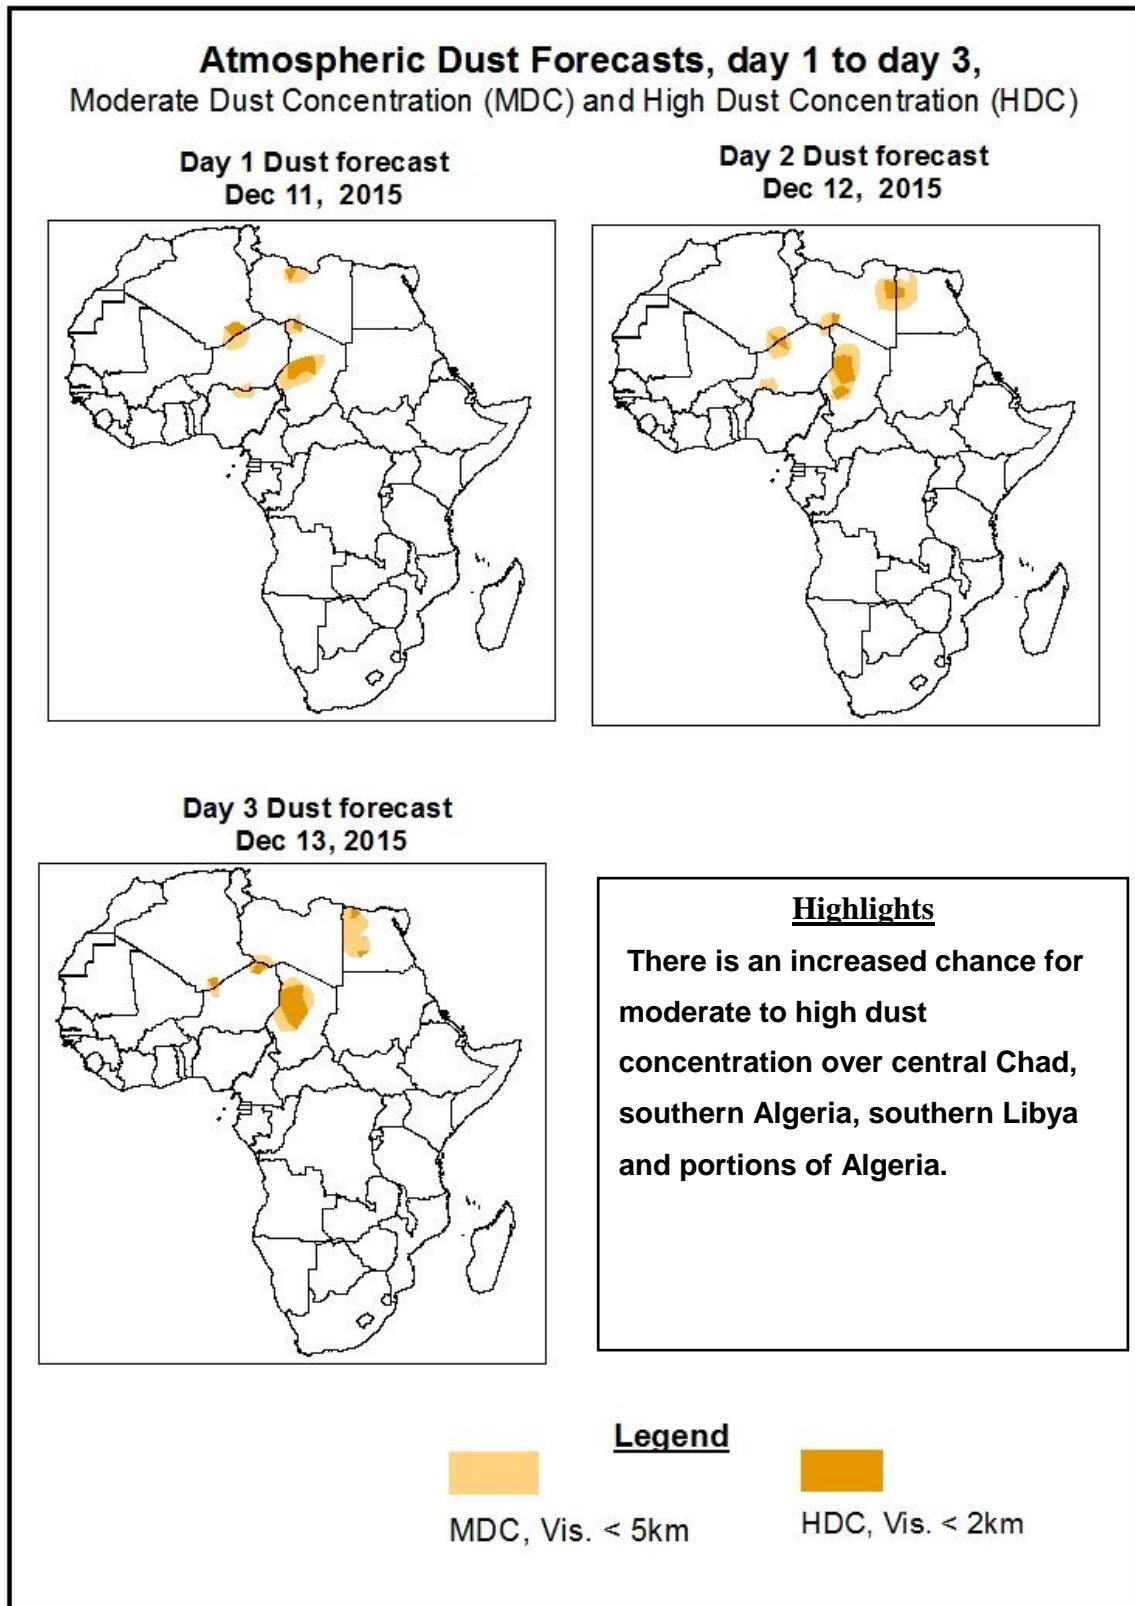 Atmospheric Dust Forecasts, day 1 to day 3,
Moderate Dust Concentration (MDC) and High Dust Concentration (HDC)
Day 1 Dust forecast
Dec 11, 2015
Day 2 Dust forecast
Dec 12, 2015
Day 3 Dust forecast
Dec 13, 2015
Highlights
There is an increased chance for
moderate to high dust
concentration over central Chad,
southern Algeria, southern Libya
and portions of Algeria.
Legend
MDC, Vis. < 5km
HDC, Vis. < 2km